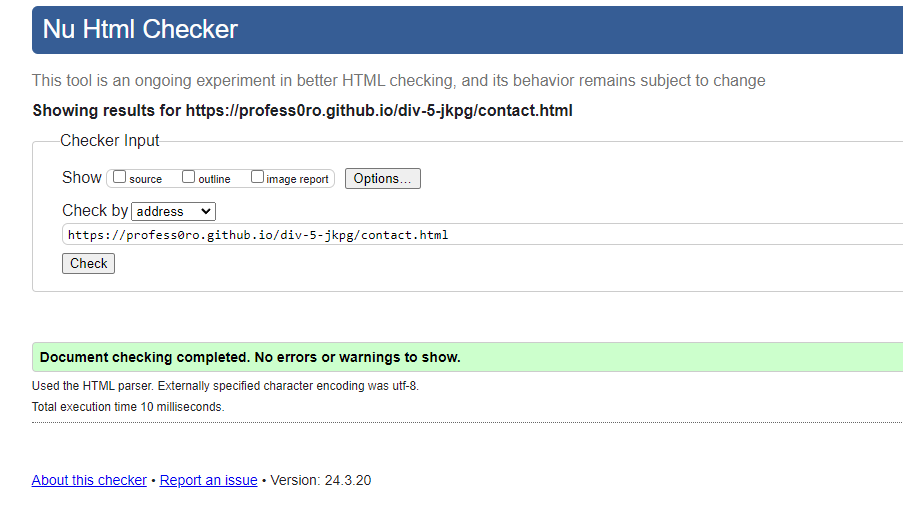 Nu Html Checker
This tool is an ongoing experiment in better HTML checking, and its behavior remains subject to change
Showing results for https://profess0ro.github.io/div-5-jkpg/contact.html
Checker Input
Show source outline image report Options...
Check by address
https://profess0ro.github.io/div-5-jkpg/contact.html
Check
Document checking completed. No errors or warnings to show.
Used the HTML parser. Externally specified character encoding was utf-8.
Total execution time 10 milliseconds.
About this checker • Report an issue • Version: 24.3.20